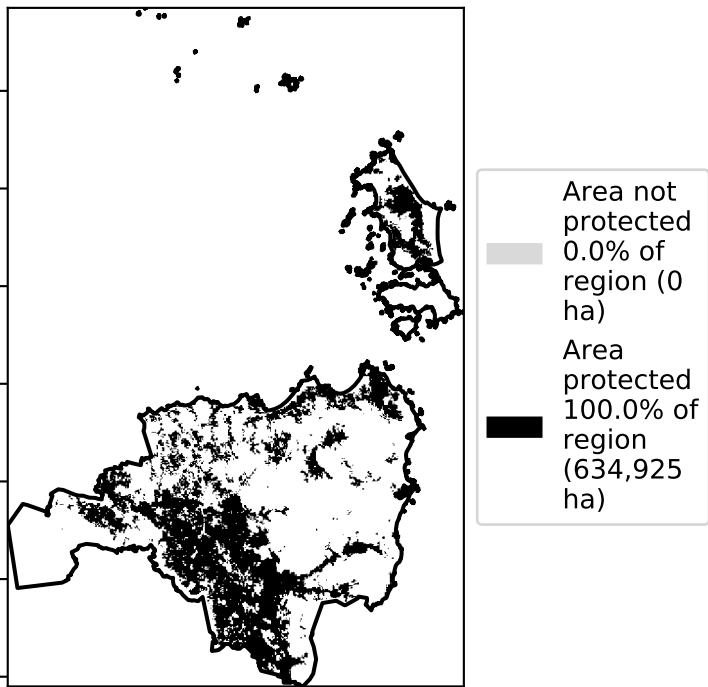 Area not
protected
0.0% of
region (0
ha)
Area
protected
100.0% of
region
(634,925
ha)